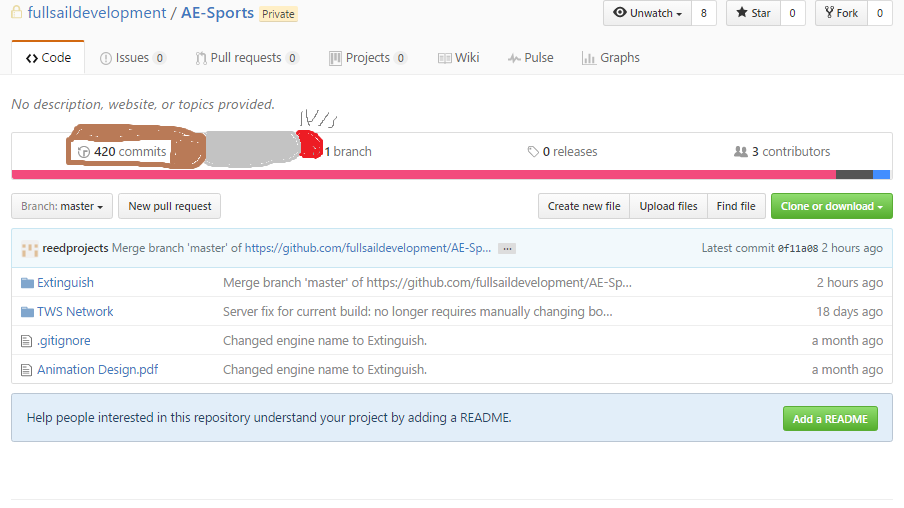 fullsaildevelopment / AE-Sports Private
Unwatch 8 Star 0 Fork 0
Code Issues 0 Pull requests 0 Projects 0 Wiki Pulse Graphs
No description, website, or topics provided.
420 commits 1 branch 0 releases 3 contributors
Branch: master New pull request Create new file Upload files Find file Clone or download
reedprojects Merge branch 'master' of https://github.com/fullsaildevelopment/AE-Sp... ... Latest commit 0f11a08 2 hours ago
Extinguish Merge branch 'master' of https://github.com/fullsaildevelopment/AE-Sp... 2 hours ago
TWS Network Server fix for current build: no longer requires manually changing bo... 18 days ago
.gitignore Changed engine name to Extinguish. a month ago
Animation Design.pdf Changed engine name to Extinguish. a month ago
Help people interested in this repository understand your project by adding a README. Add a README